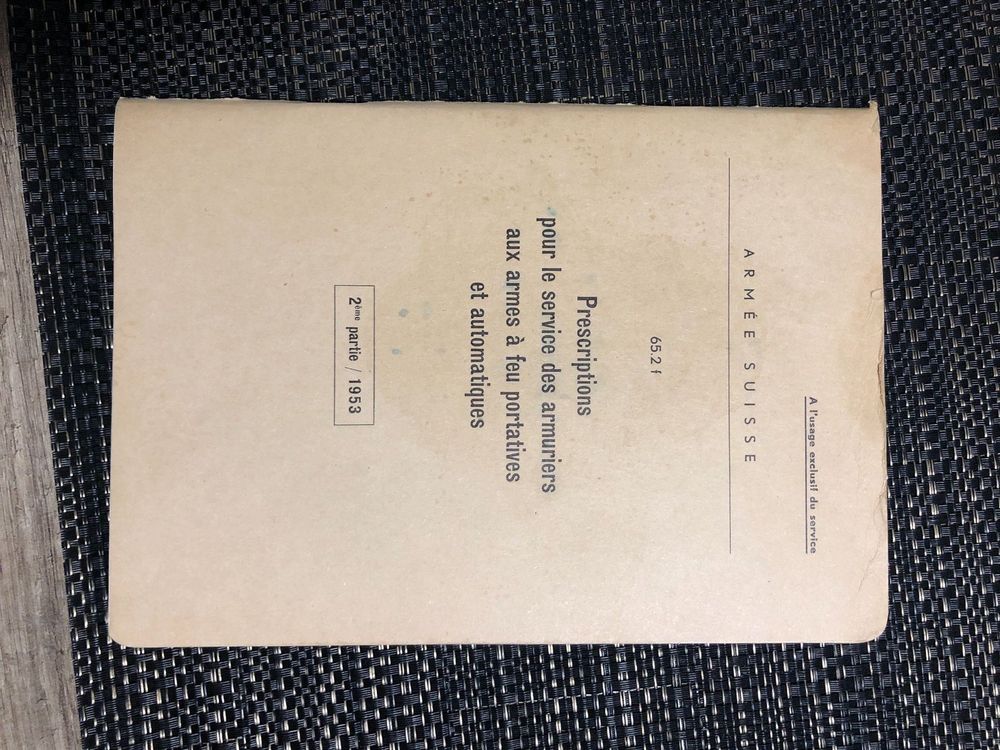 A l'usage exclusif du service
ARMÉE SUISSE
65.2 f
Prescriptions
pour le service des armuriers
aux armes à feu portatives
et automatiques
2ème partie / 1953